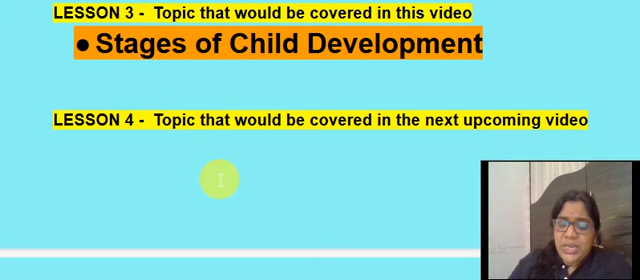 LESSON 3 -  Topic that would be covered in this video
● Stages of Child Development
LESSON 4 -  Topic that would be covered in the next upcoming video